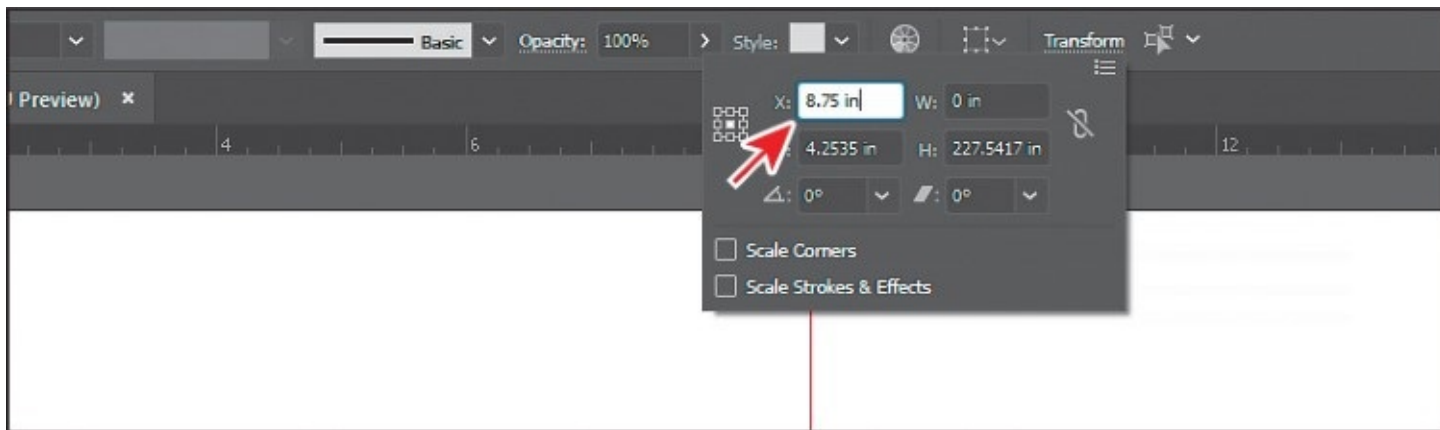 Basic Opacity: 100% Style: Transform
Preview) ×
X: 8.75 in W: 0 in
4 6 12
: 4.2535 in H: 227.5417 in
: 0° : 0°
Scale Corners
Scale Strokes & Effects